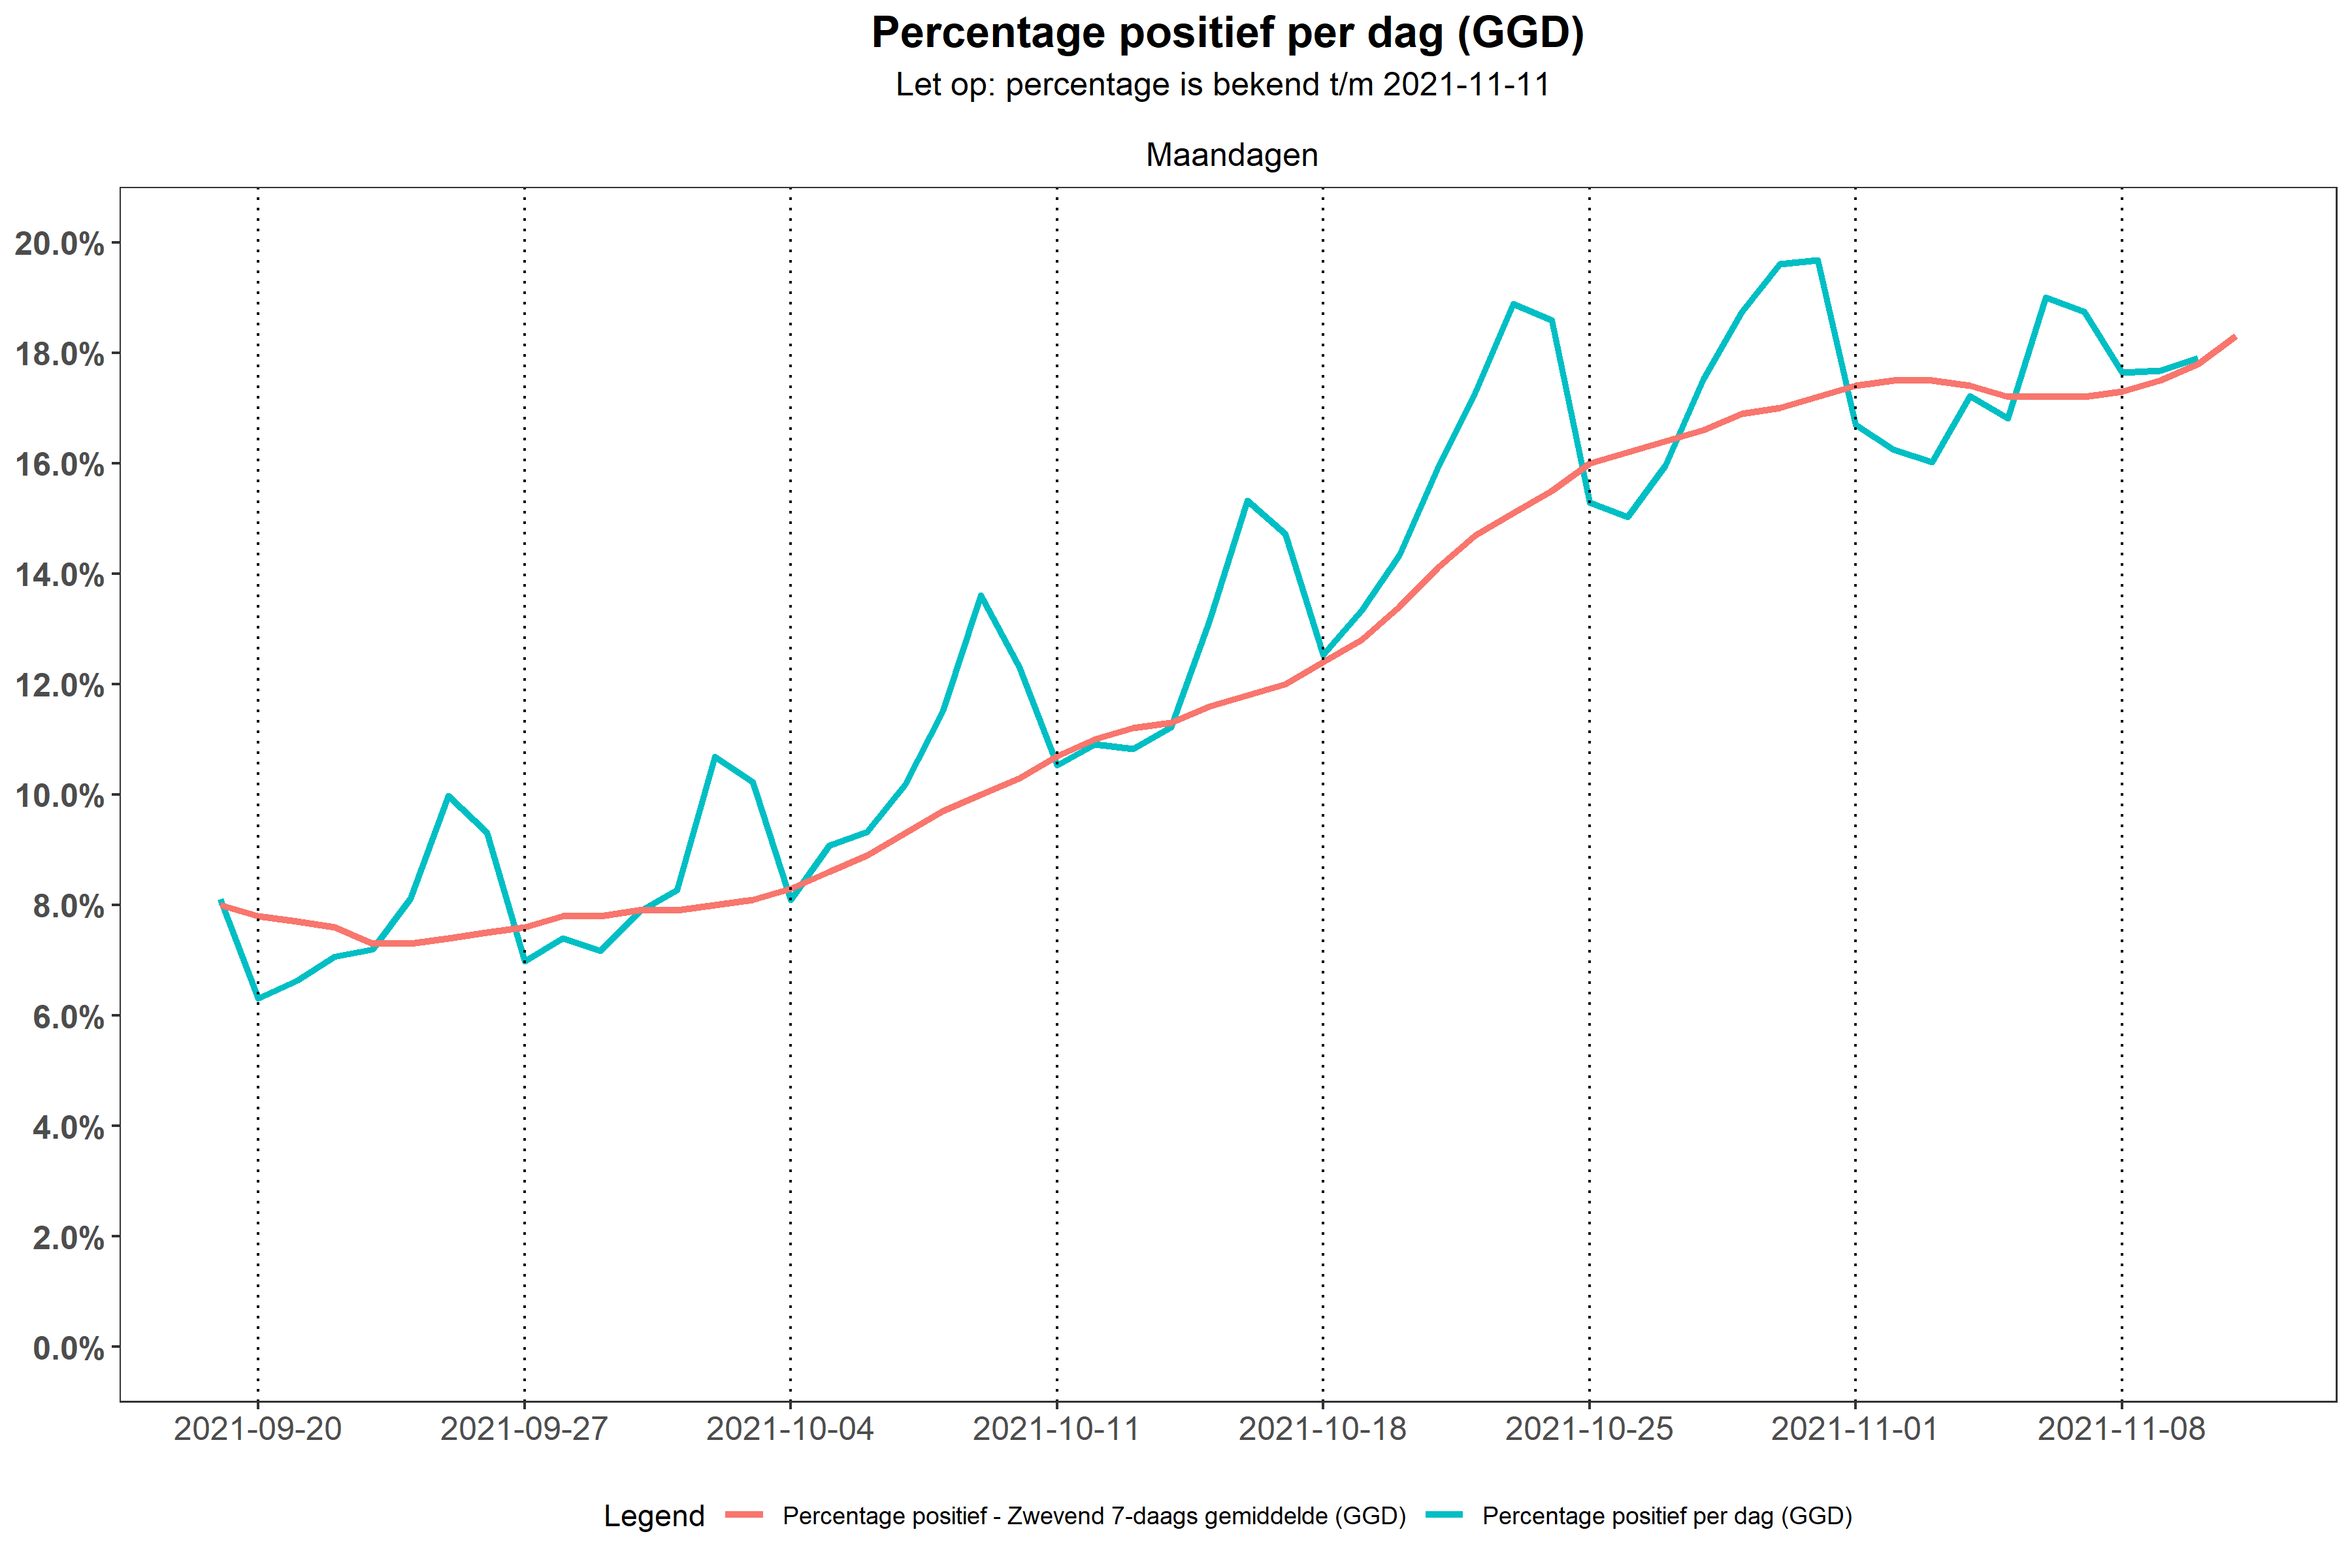 Percentage positief per dag (GGD)
Let op: percentage is bekend t/m 2021-11-11
Maandagen
20.0%
18.0%
16.0%
14.0%
12.0%
10.0%
8.0%
6.0%
4.0%
2.0%
0.0%
2021-09-20 2021-09-27 2021-10-04 2021-10-11 2021-10-18 2021-10-25 2021-11-01 2021-11-08
Legend Percentage positief - Zwevend 7-daags gemiddelde (GGD) Percentage positief per dag (GGD)